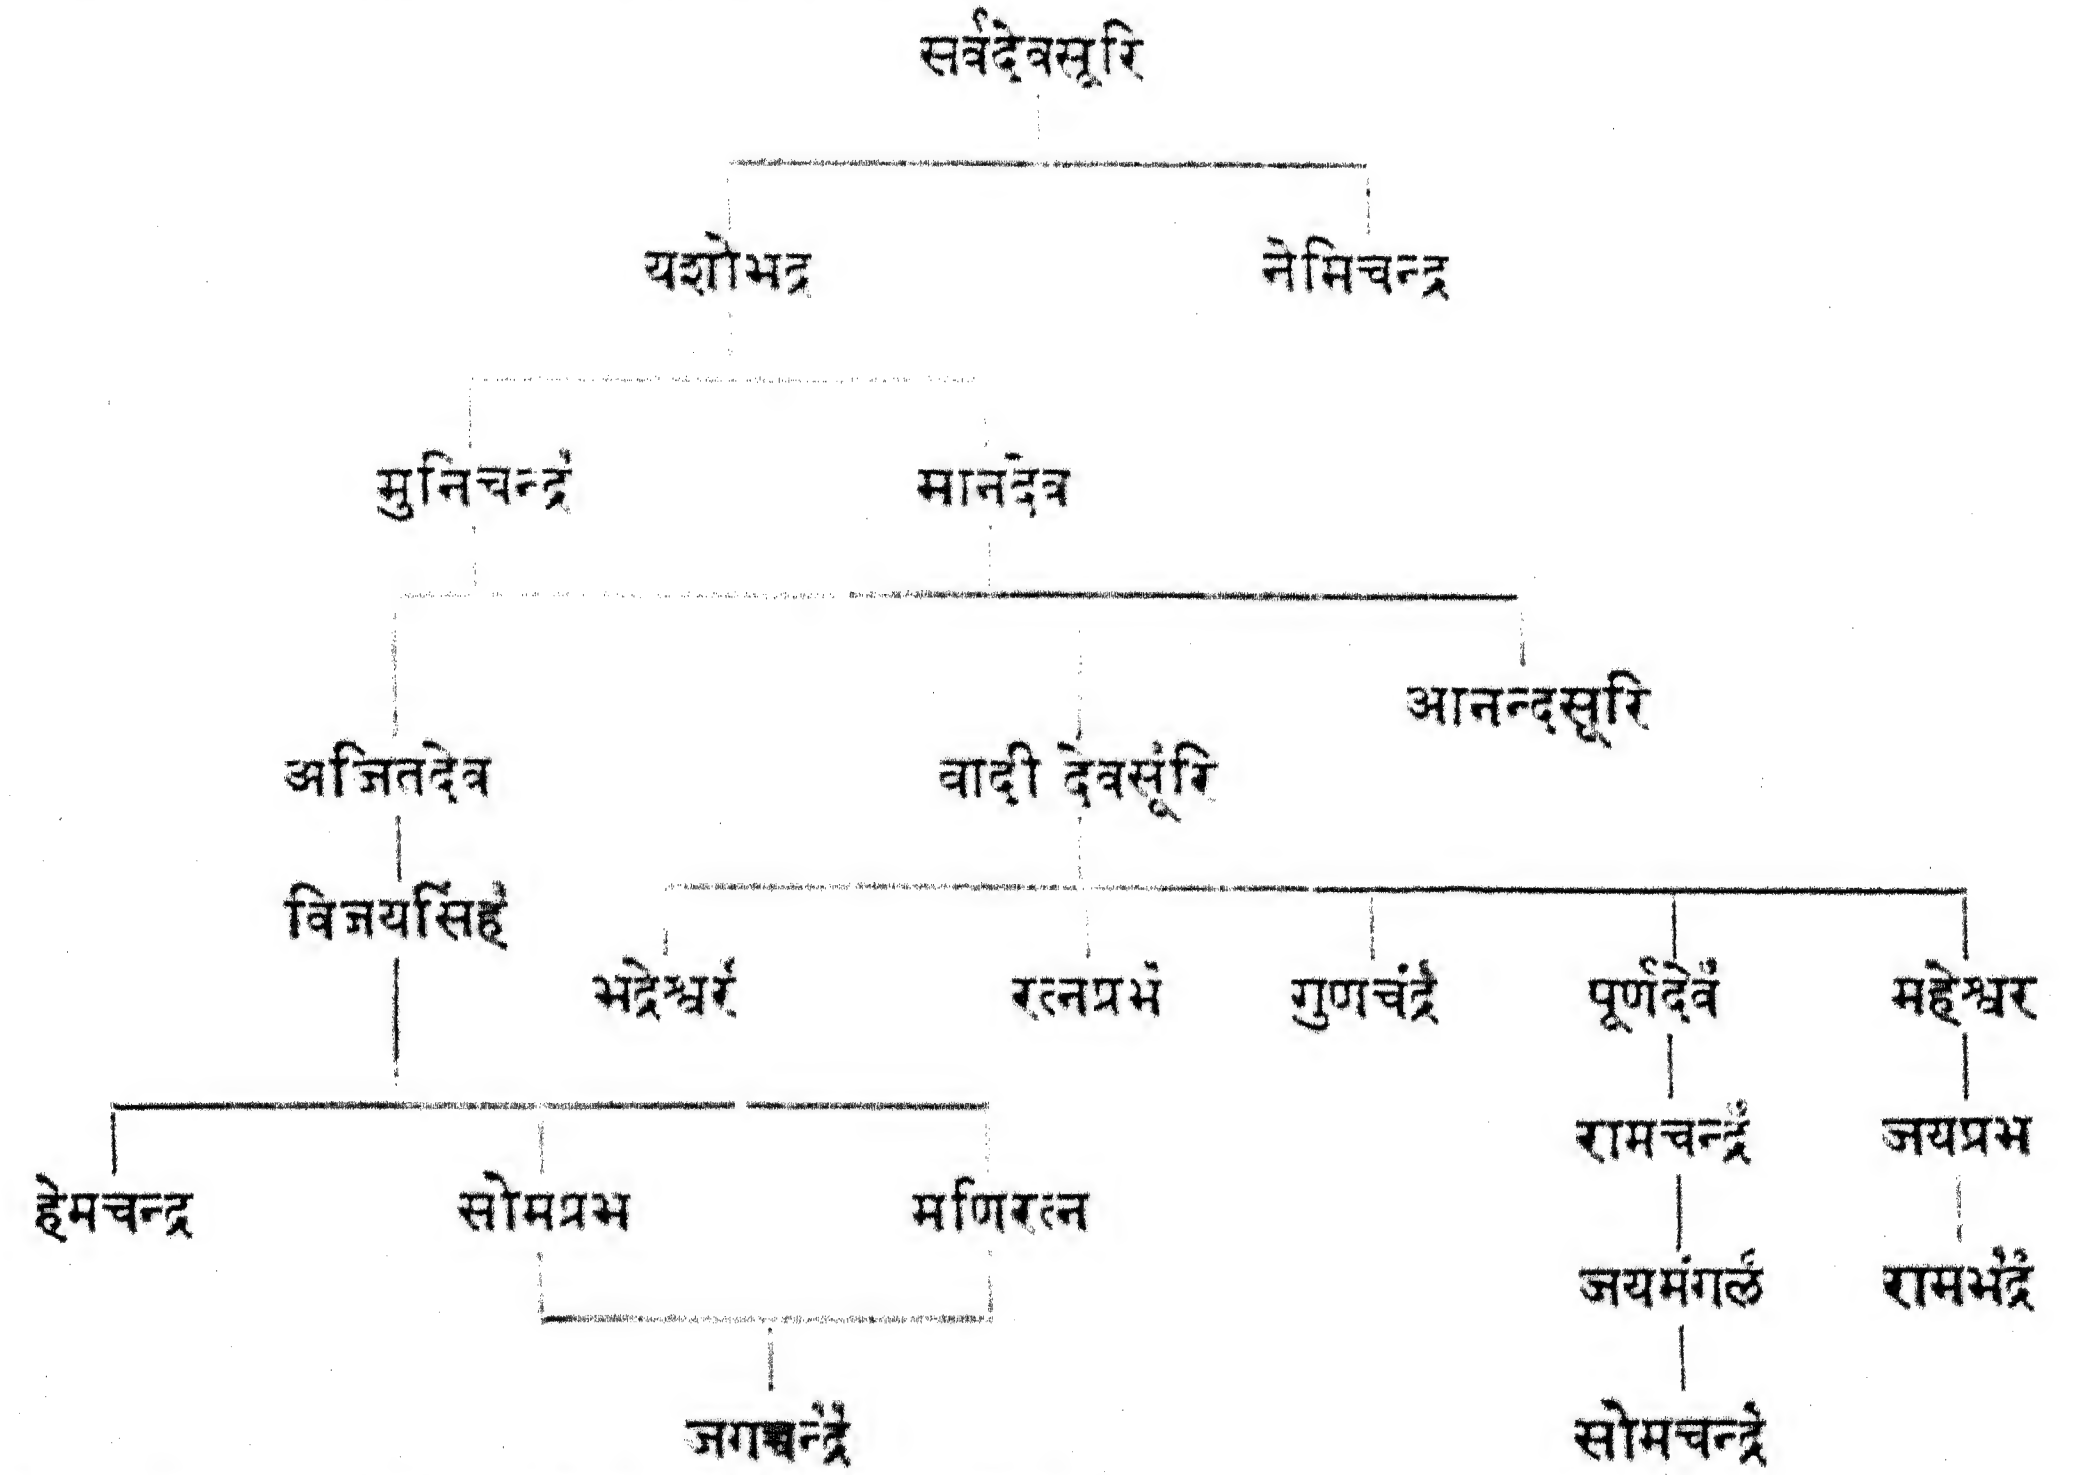 सर्वदेवसूरि
यशोभद्र नेमिचन्द्र
मुनिचन्द्र मानदेव
आनन्दसूरि
अजितदेव वादी देवसूरि
विजयसिंह
भद्रेश्वर रत्नप्रभ गुणचंद्र पूर्णदेव महेश्वर
रामचन्द्र जयप्रभ
हेमचन्द्र सोमप्रभ मणिरत्न
जयमंगल रामभद्र
जगच्चन्द्र सोमचन्द्र